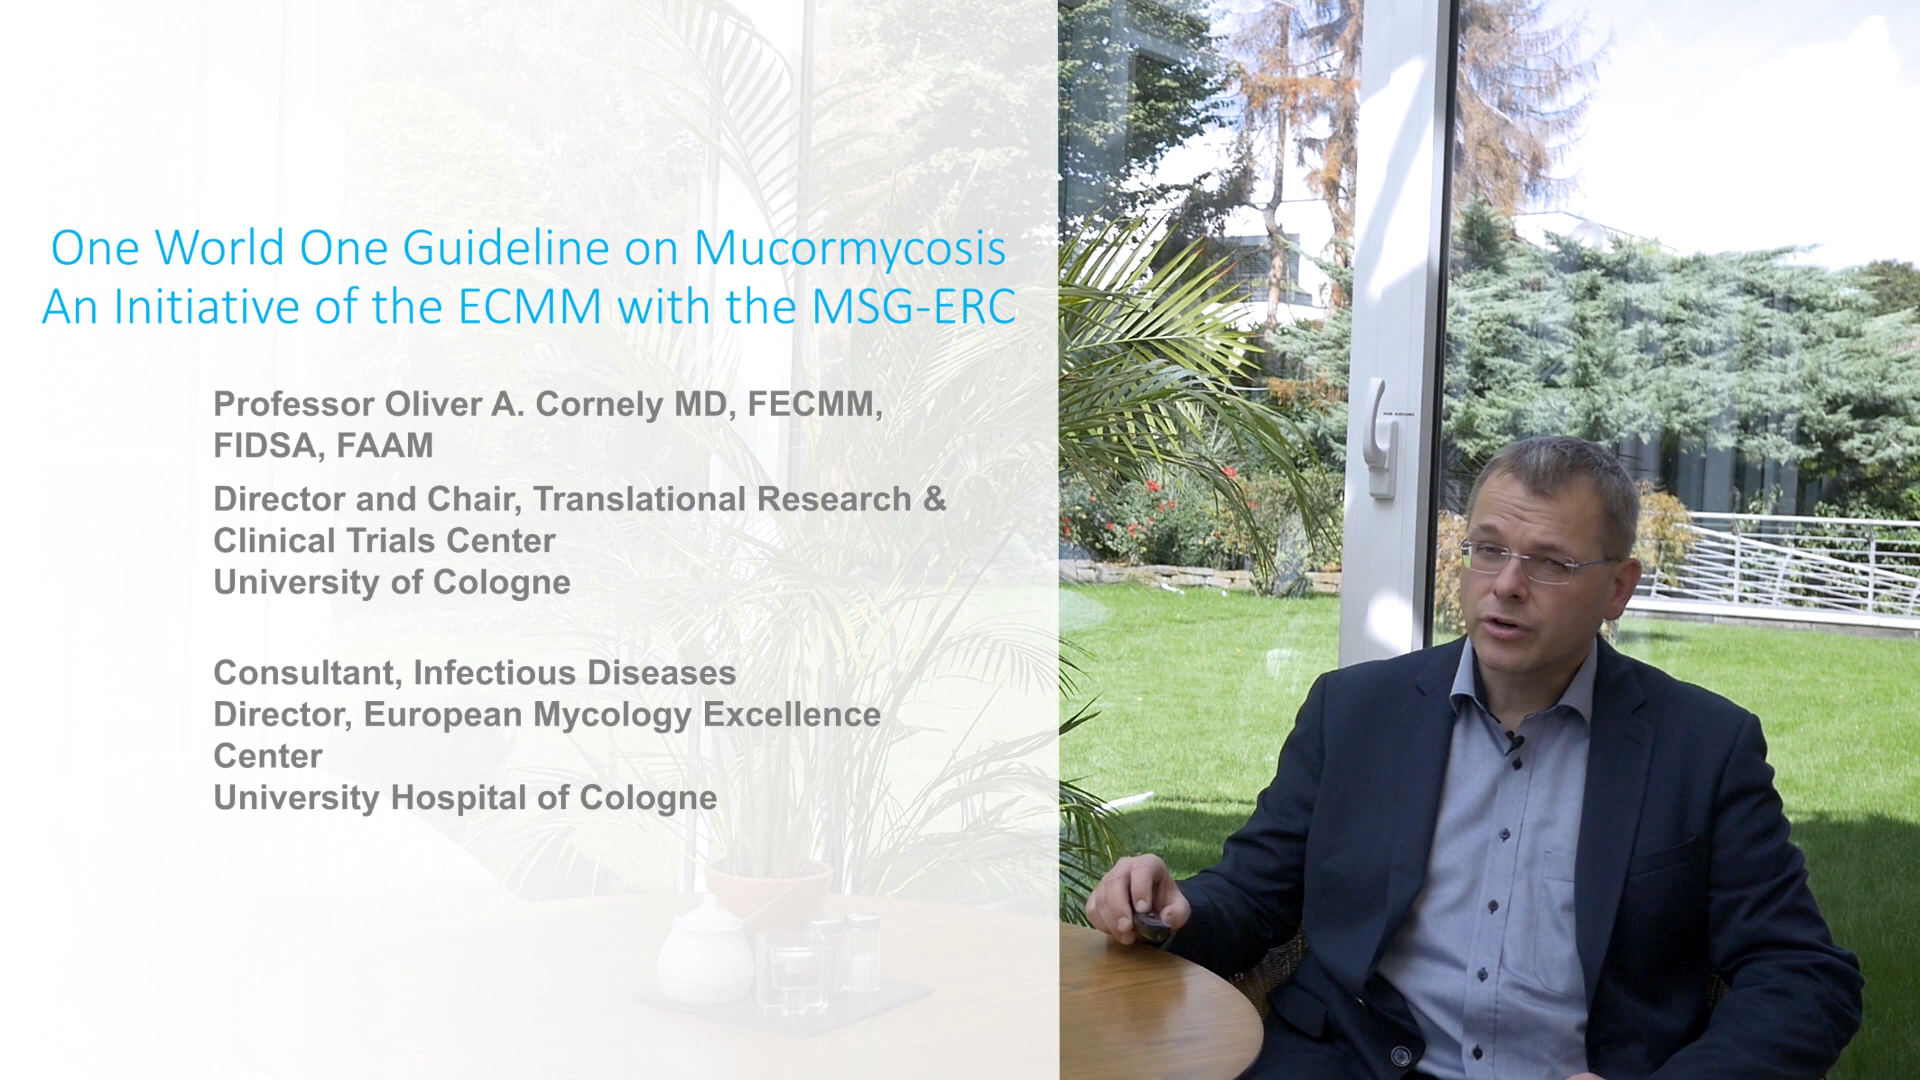 One World One Guideline on Mucormycosis
An Initiative of the ECMM with the MSG-ERC
Professor Oliver A. Cornely MD, FECMM,
FIDSA, FAAM
Director and Chair, Translational Research &
Clinical Trials Center
University of Cologne
Consultant, Infectious Diseases
Director, European Mycology Excellence
Center
University Hospital of Cologne